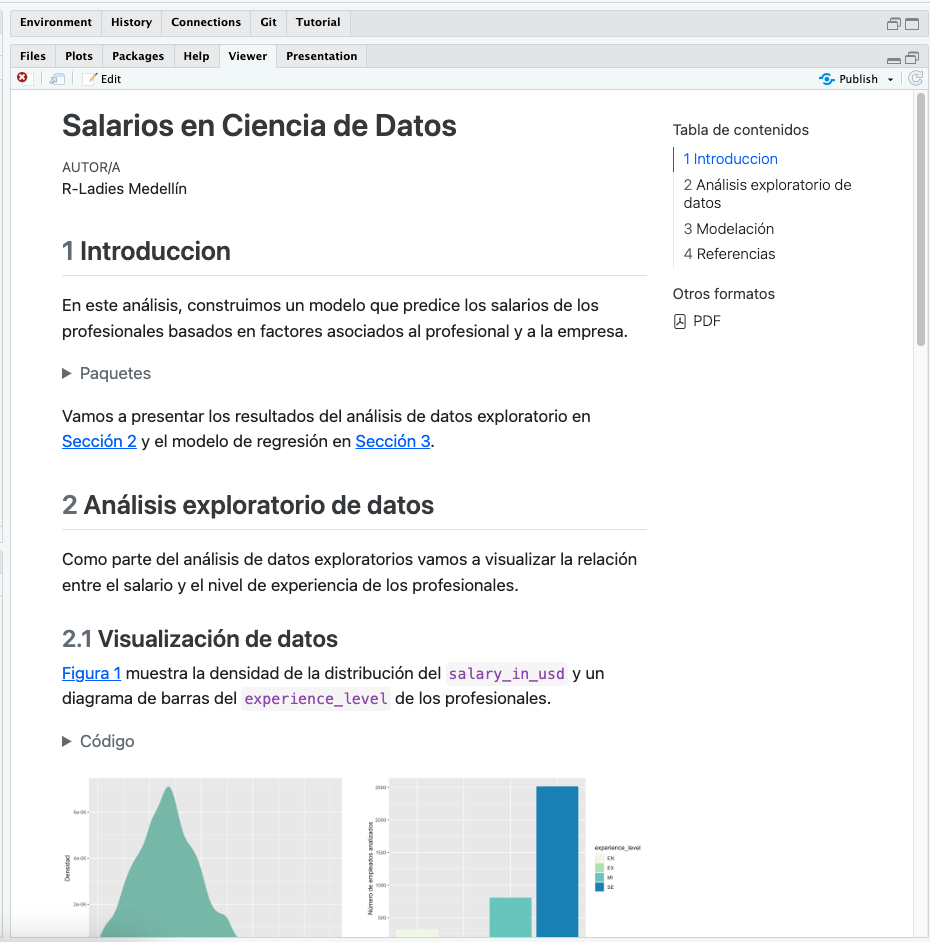 Environment History Connections Git Tutorial
Files Plots Packages Help Viewer Presentation
Edit Publish
Salarios en Ciencia de Datos
AUTOR/A
R-Ladies Medellín
1 Introduccion
En este análisis, construimos un modelo que predice los salarios de los
profesionales basados en factores asociados al profesional y a la empresa.
Paquetes
Vamos a presentar los resultados del análisis de datos exploratorio en
Sección 2 y el modelo de regresión en Sección 3.
2 Análisis exploratorio de datos
Como parte del análisis de datos exploratorios vamos a visualizar la relación
entre el salario y el nivel de experiencia de los profesionales.
2.1 Visualización de datos
Figura 1 muestra la densidad de la distribución del salary_in_usd y un
diagrama de barras del experience_level de los profesionales.
Código
Densidad
Número de empleados analizados
2500
2000
1500
1000
500
experience_level
EN
EX
MI
SE
Tabla de contenidos
1 Introduccion
2 Análisis exploratorio de
datos
3 Modelación
4 Referencias
Otros formatos
PDF